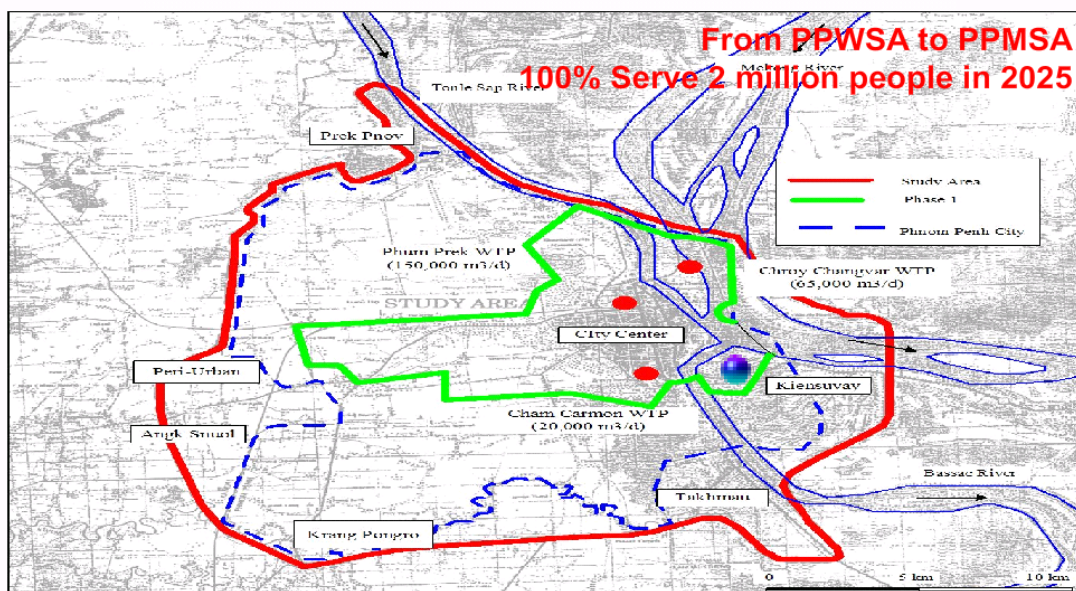 From PPWSA to PPMSA
Mekong River
100% Serve 2 million people in 2025
Tonle Sap River
Prek Pnov
Study Area
Phase 1
Phnom Penh City
Phum Prek WTP
(150,000 m3/d)
Chroy Changvar WTP
(65,000 m3/d)
STUDY AREA
City Center
Peri-Urban
Kiensuvay
Cham Carmon WTP
(20,000 m3/d)
Angk Snuol
Bassac River
Takhmau
Krang Pongro
0 5 km 10 km